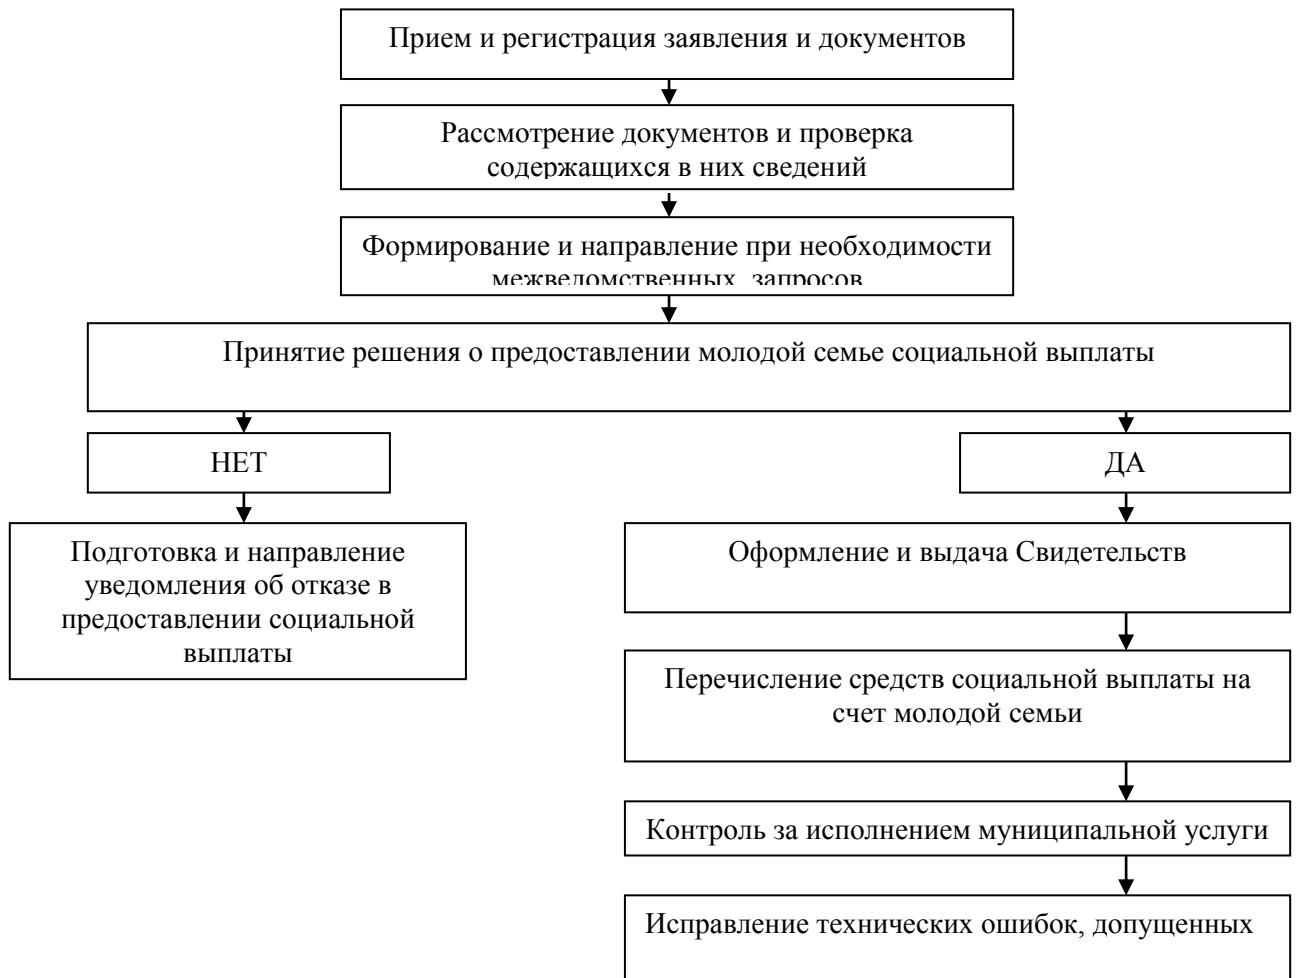 Прием и регистрация заявления и документов
Рассмотрение документов и проверка
содержащихся в них сведений
Формирование и направление при необходимости
межведомственных запросов
Принятие решения о предоставлении молодой семье социальной выплаты
НЕТ
ДА
Подготовка и направление
уведомления об отказе в
предоставлении социальной
выплаты
Оформление и выдача Свидетельств
Перечисление средств социальной выплаты на
счет молодой семьи
Контроль за исполнением муниципальной услуги
Исправление технических ошибок, допущенных